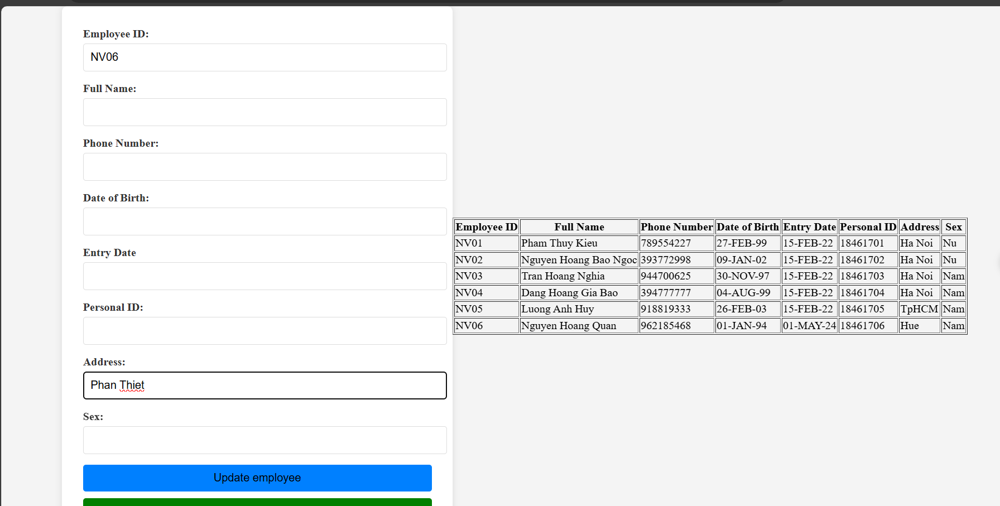 Employee ID:
NV06
Full Name:
Phone Number:
Date of Birth:
Entry Date
Personal ID:
Address:
Phan Thiet
Sex:
Update employee
Employee ID Full Name Phone Number Date of Birth Entry Date Personal ID Address Sex
NV01 Pham Thuy Kieu 789554227 27-FEB-99 15-FEB-22 18461701 Ha Noi Nu
NV02 Nguyen Hoang Bao Ngoc 393772998 09-JAN-02 15-FEB-22 18461702 Ha Noi Nu
NV03 Tran Hoang Nghia 944700625 30-NOV-97 15-FEB-22 18461703 Ha Noi Nam
NV04 Dang Hoang Gia Bao 394777777 04-AUG-99 15-FEB-22 18461704 Ha Noi Nam
NV05 Luong Anh Huy 918819333 26-FEB-03 15-FEB-22 18461705 TpHCM Nam
NV06 Nguyen Hoang Quan 962185468 01-JAN-94 01-MAY-24 18461706 Hue Nam